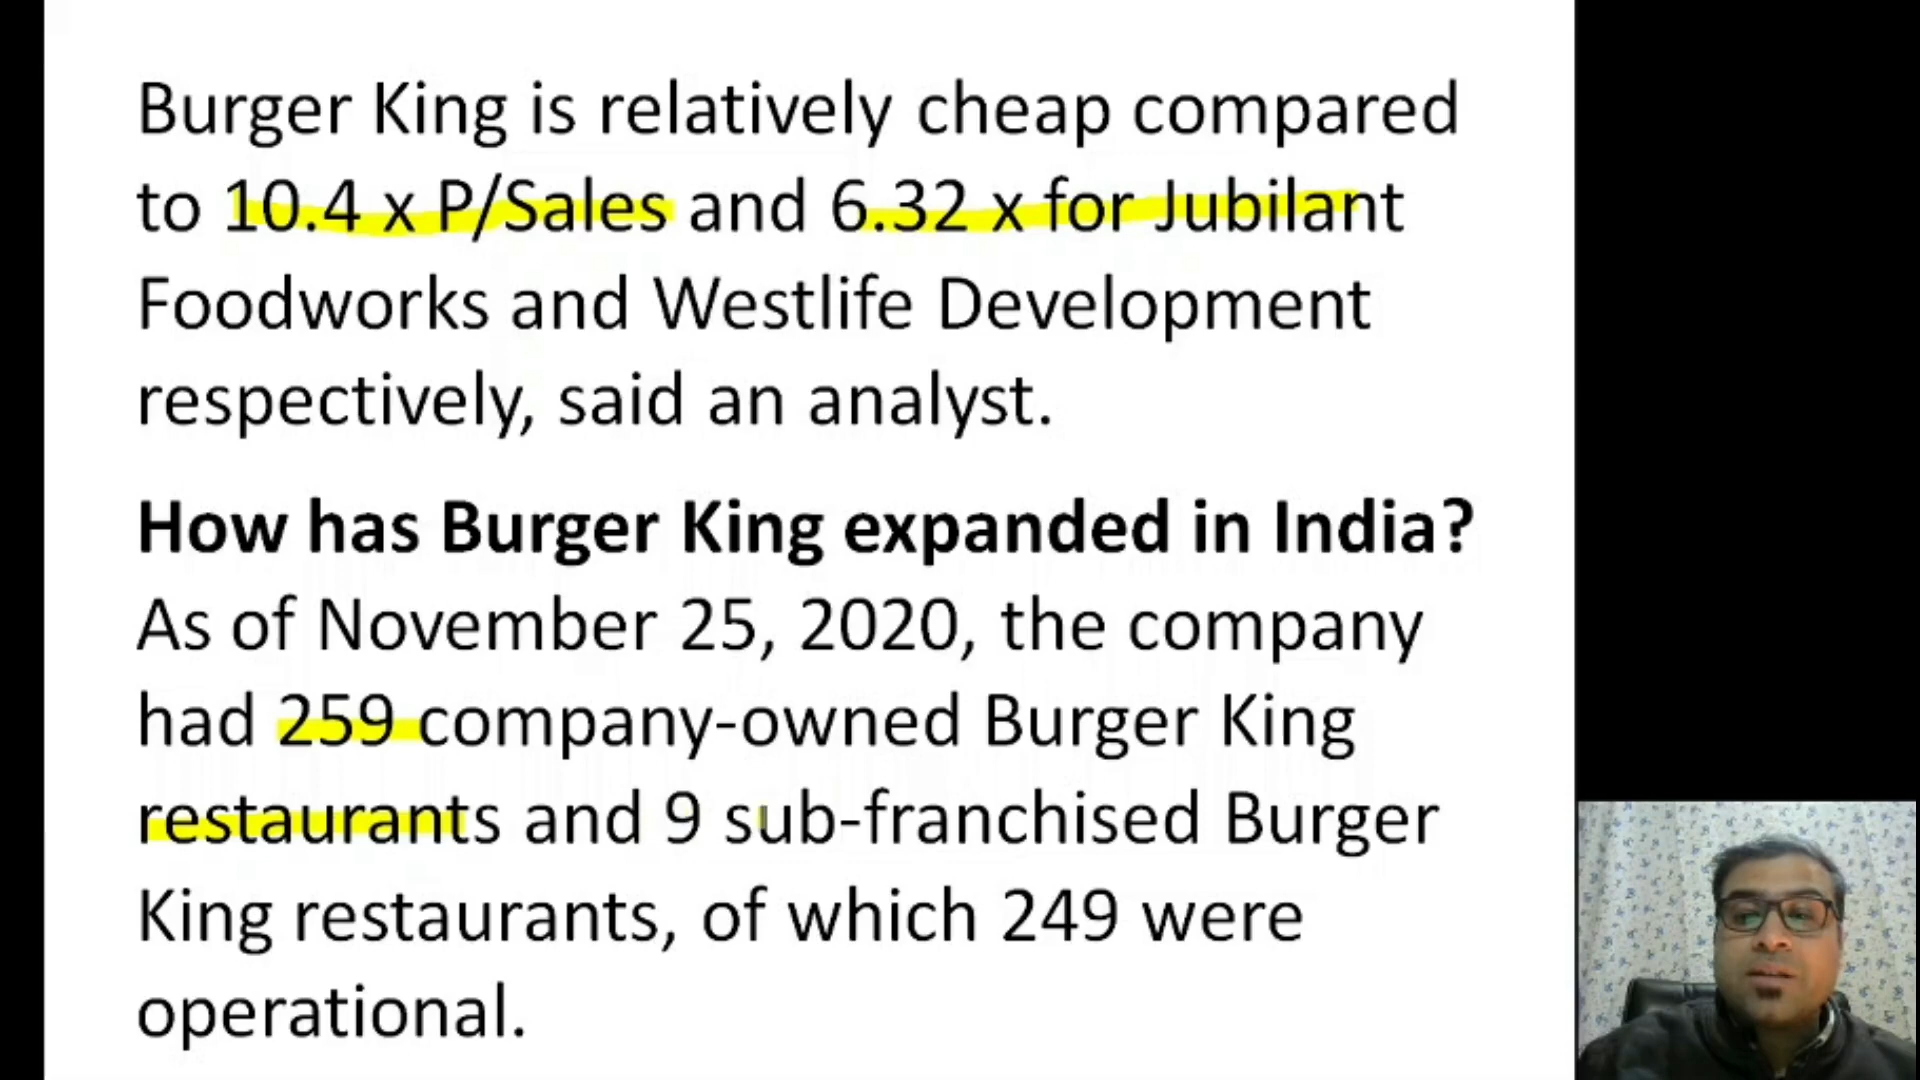 Burger King is relatively cheap compared
to 10.4 x P/Sales and 6.32 x for Jubilant
Foodworks and Westlife Development
respectively, said an analyst.
How has Burger King expanded in India?
As of November 25, 2020, the company
had 259 company-owned Burger King
restaurants and 9 sub-franchised Burger
King restaurants, of which 249 were
operational.